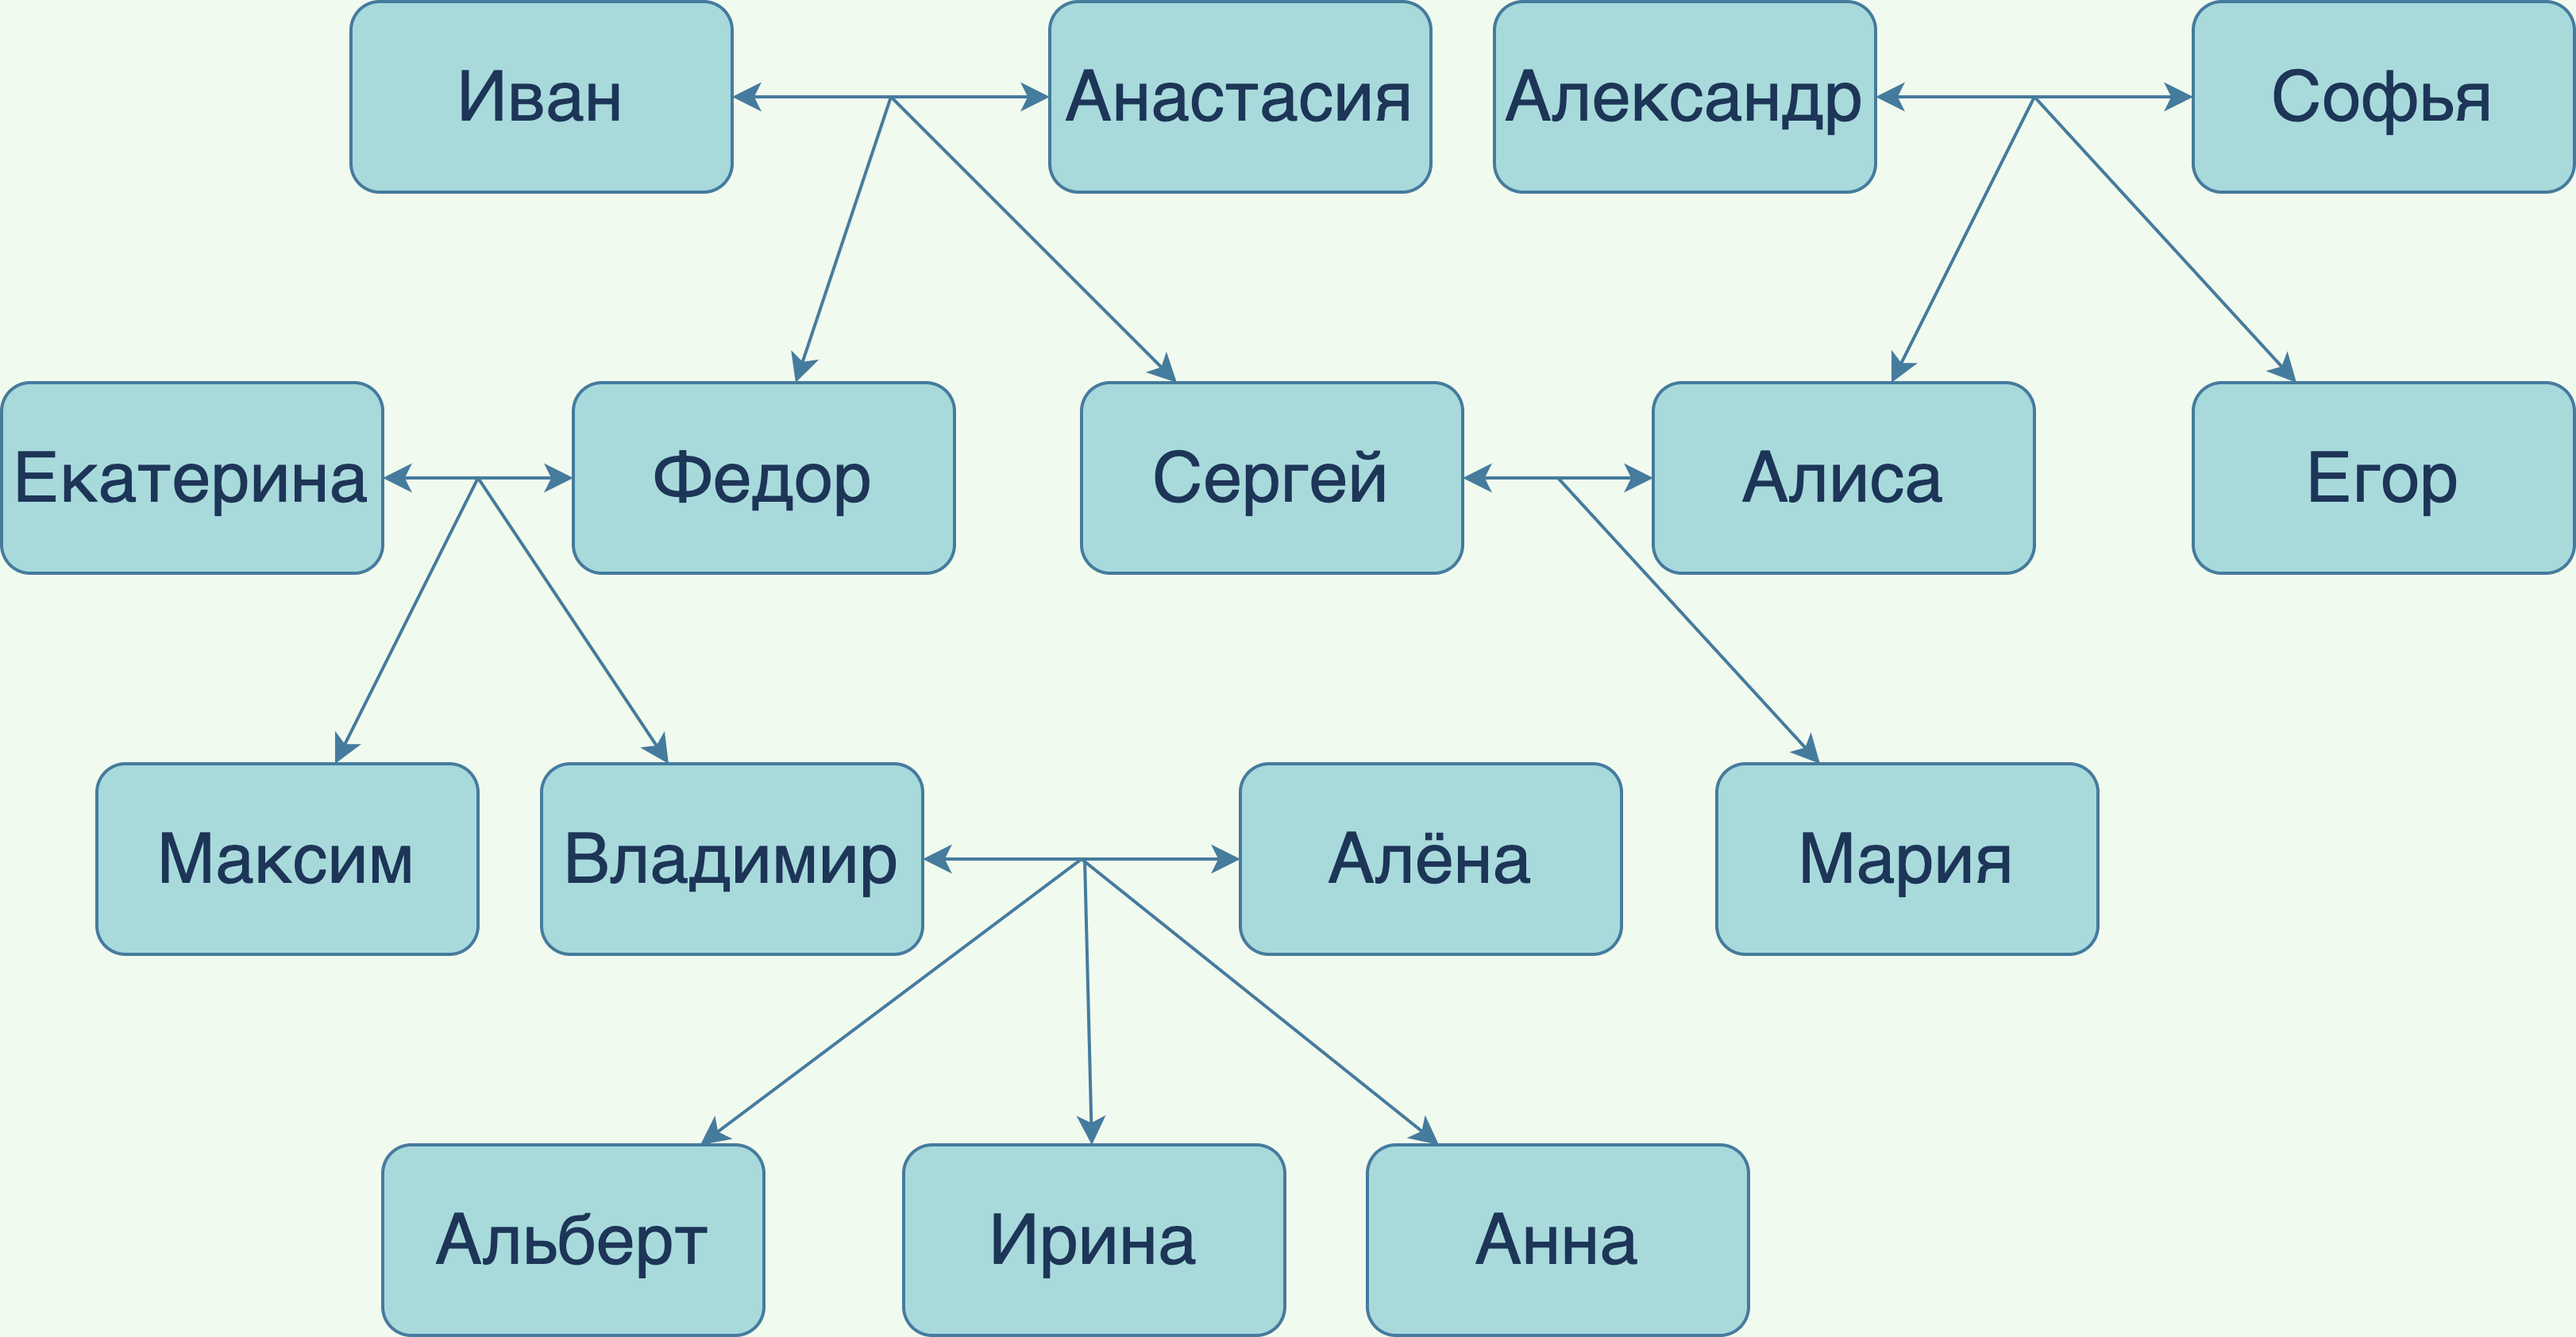 Иван
Анастасия
Александр
Софья
Екатерина
Федор
Сергей
Алиса
Егор
Максим
Владимир
Алёна
Мария
Альберт
Ирина
Анна